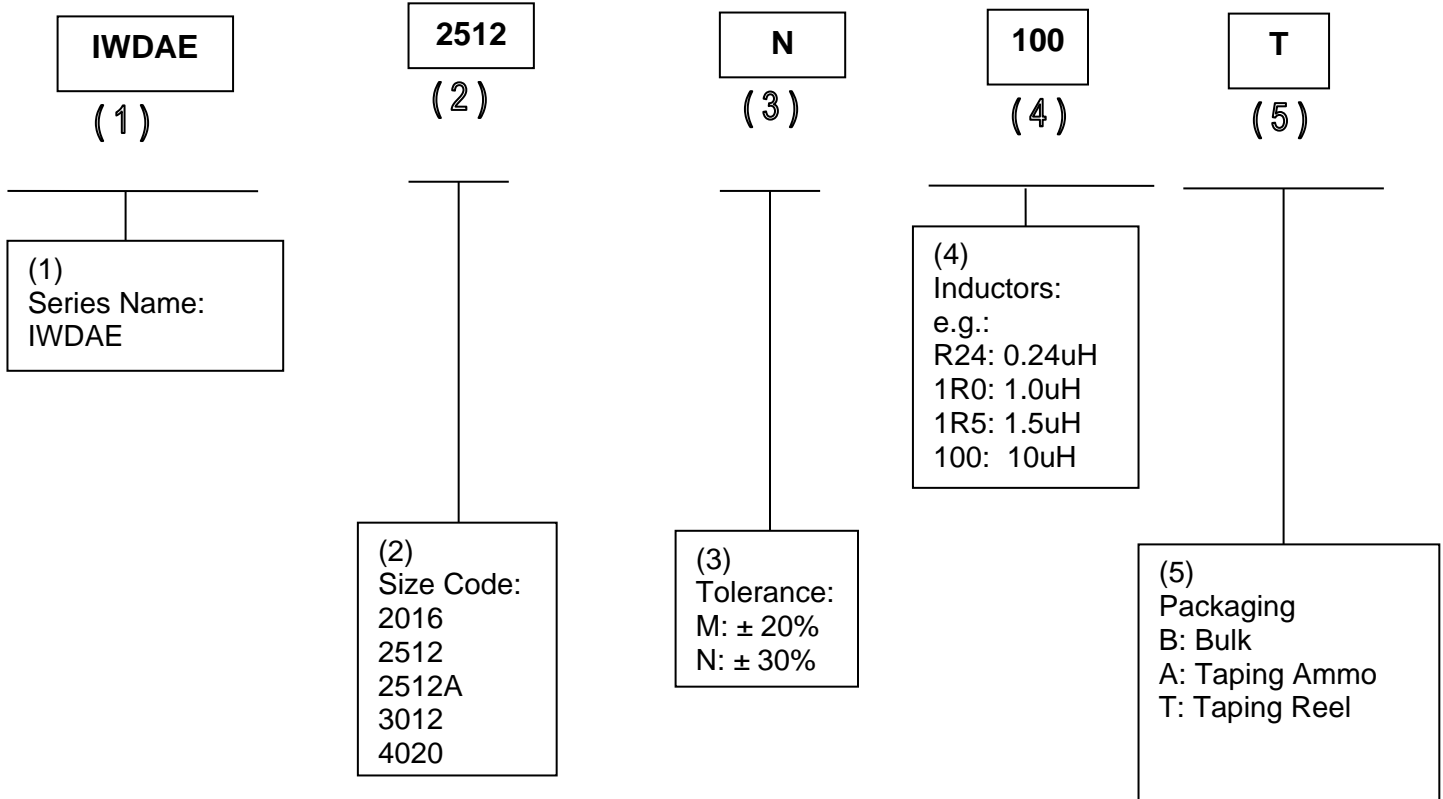 IWDAE
2512
N
100
T
(1)
(2)
(3)
(4)
(5)
(1)
Series Name:
IWDAE
(2)
Size Code:
2016
2512
2512A
3012
4020
(3)
Tolerance:
M: ± 20%
N: ± 30%
(4)
Inductors:
e.g.:
R24: 0.24uH
1R0: 1.0uH
1R5: 1.5uH
100: 10uH
(5)
Packaging
B: Bulk
A: Taping Ammo
T: Taping Reel